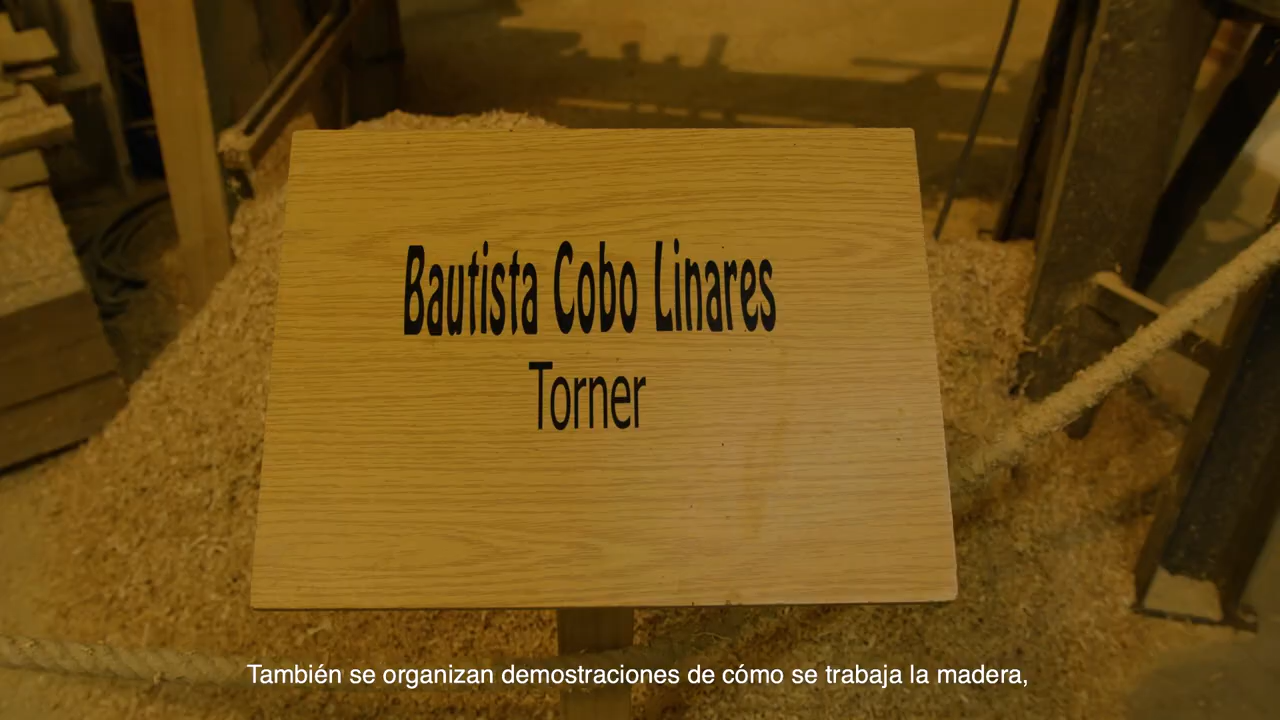 Bautista Cobo Linares
Torner
También se organizan demostraciones de cómo se trabaja la madera,